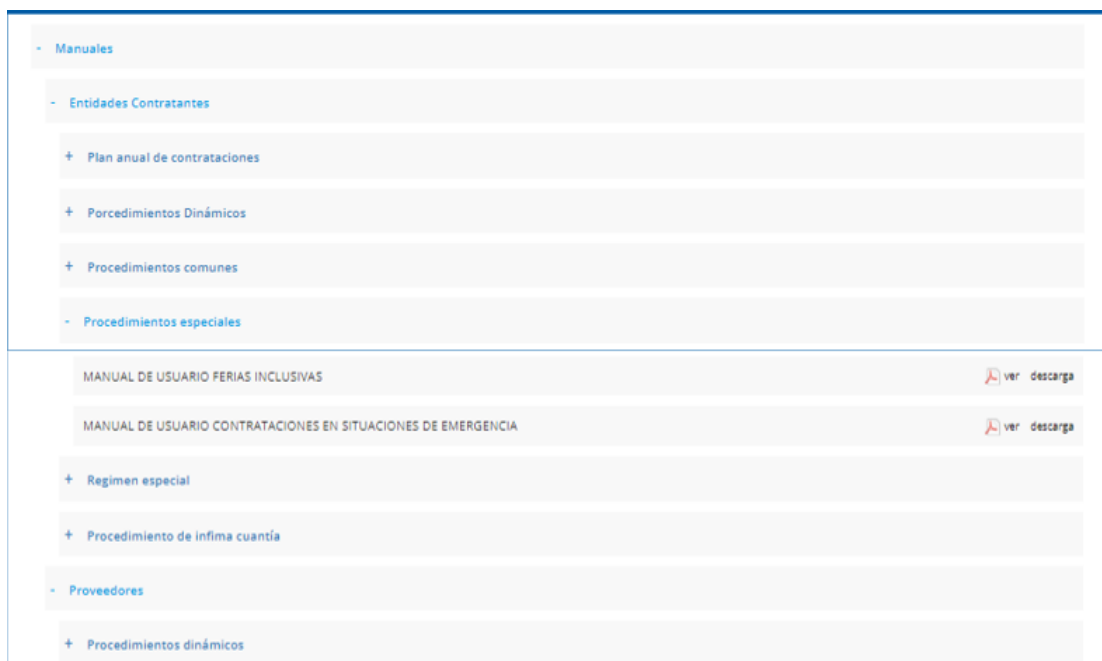 - Manuales
- Entidades Contratantes
+ Plan anual de contrataciones
+ Porcedimientos Dinámicos
+ Procedimientos comunes
- Procedimientos especiales
MANUAL DE USUARIO FERIAS INCLUSIVAS ver descarga
MANUAL DE USUARIO CONTRATACIONES EN SITUACIONES DE EMERGENCIA ver descarga
+ Regimen especial
+ Procedimiento de infima cuantía
- Proveedores
+ Procedimientos dinámicos